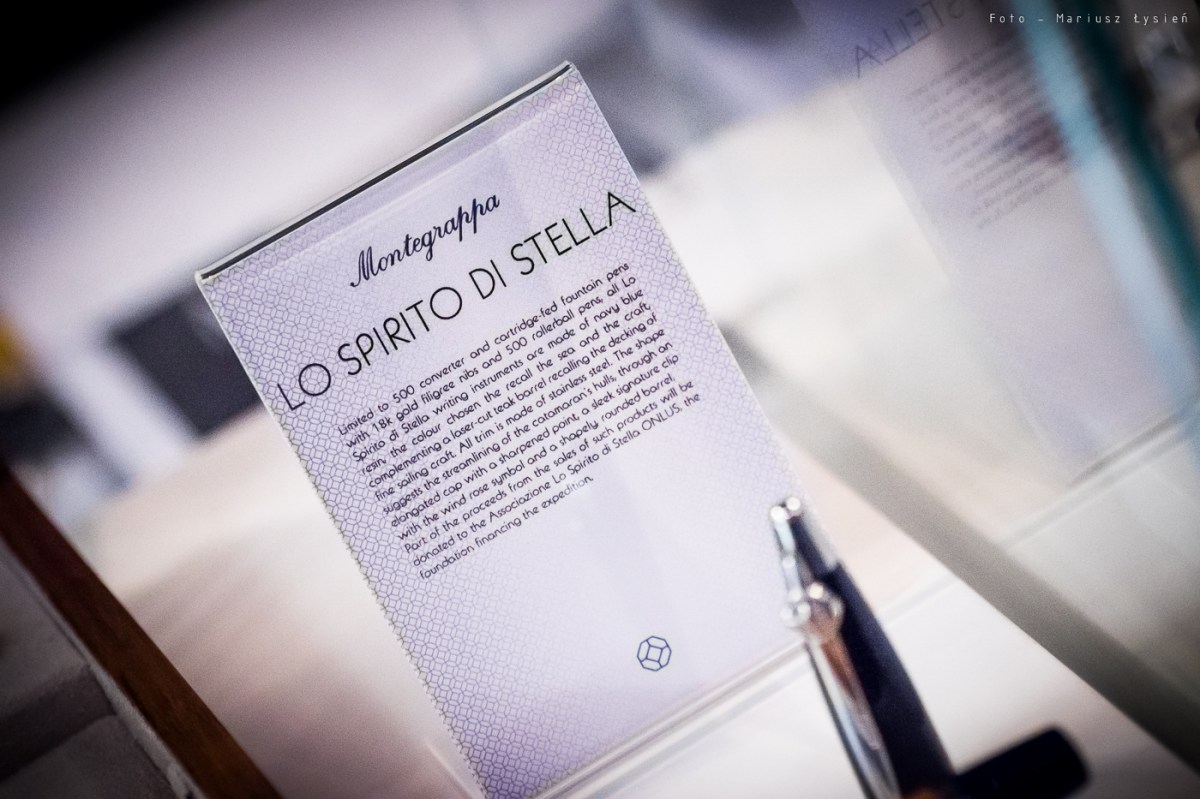 Foto - Mariusz Łysień
Montegrappa
LO SPIRITO DI STELLA
Limited to 500 converter and cartridge-fed fountain pens
with 18k gold filigree nibs and 500 rollerball pens, all Lo
Spirito di Stella writing instruments are made of navy blue
resin, the colour chosen the recall the sea and the craft,
complementing a laser-cut teak barrel recalling the decking of
fine sailing craft. All trim is made of stainless steel. The shape
suggests the streamlining of the catamaran's hulls, through an
elongated cap with a sharpened point, a sleek signature clip
with the wind rose symbol and a shapely rounded barrel.
Part of the proceeds from the sales of such products will be
donated to the Associazione Lo Spirito di Stella ONLUS, the
foundation financing the expedition.
STELLA